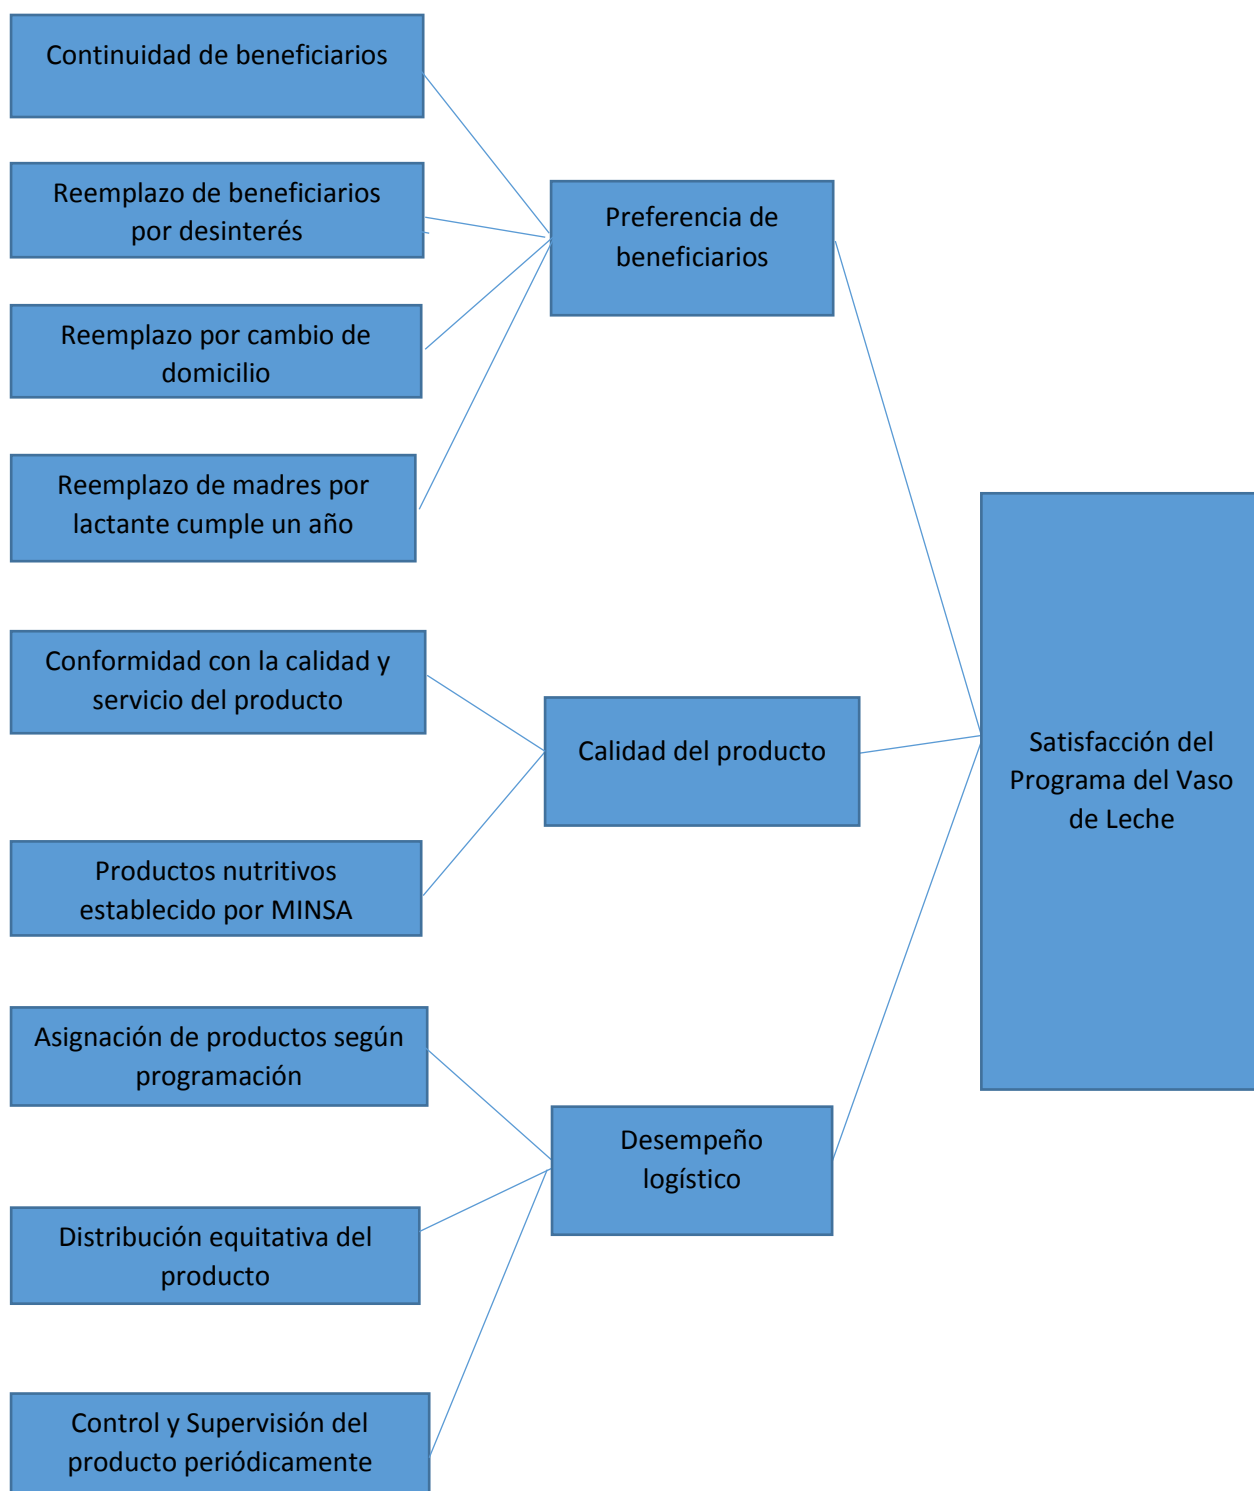 Continuidad de beneficiarios
Reemplazo de beneficiarios
por desinterés
Reemplazo por cambio de
domicilio
Reemplazo de madres por
lactante cumple un año
Preferencia de
beneficiarios
Conformidad con la calidad y
servicio del producto
Productos nutritivos
establecido por MINSA
Calidad del producto
Asignación de productos según
programación
Distribución equitativa del
producto
Control y Supervisión del
producto periódicamente
Desempeño
logístico
Satisfacción del
Programa del Vaso
de Leche